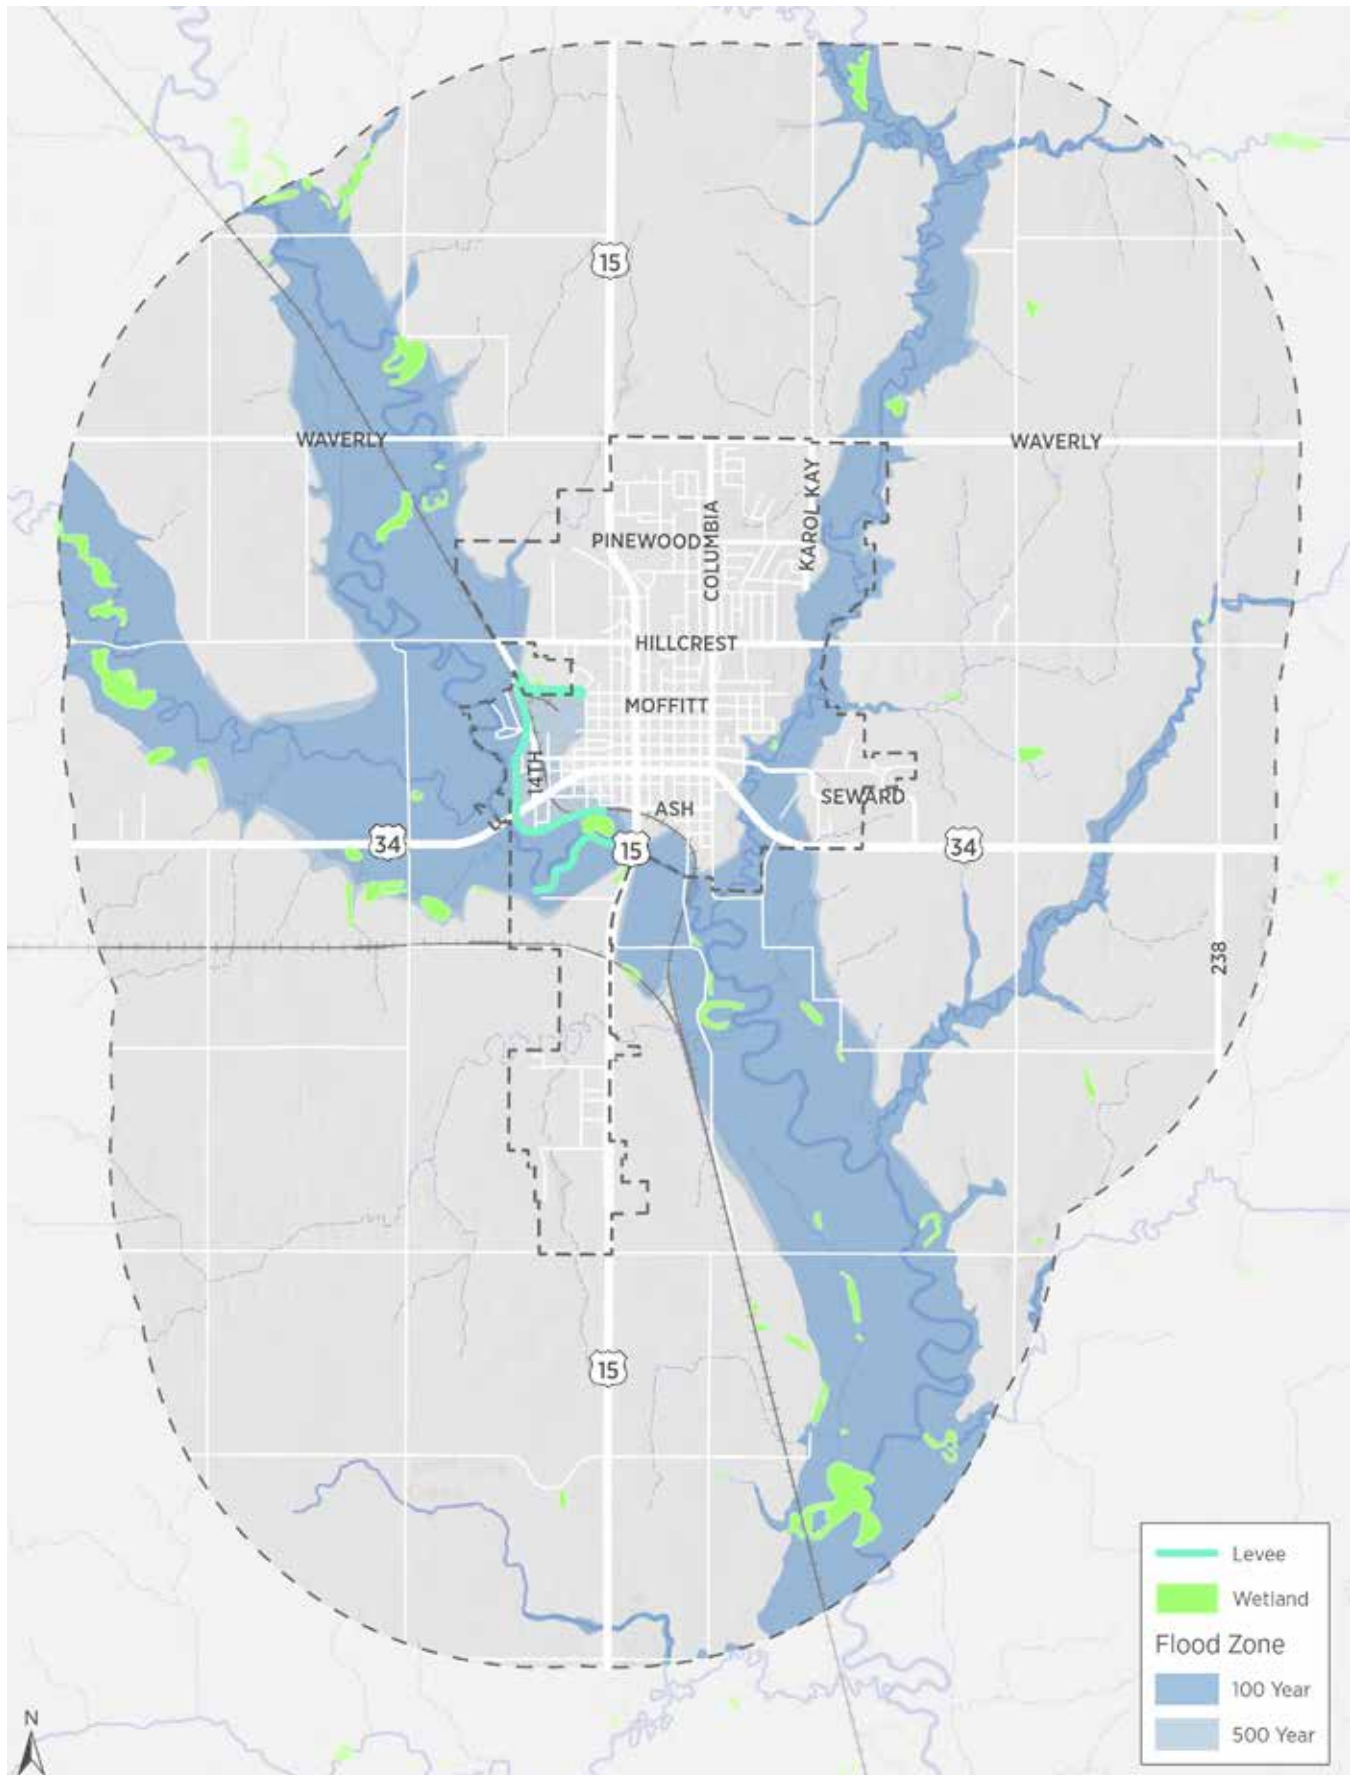 15
WAVERLY
WAVERLY
KAROL KAY
COLUMBIA
PINEWOOD
HILLCREST
MOFFITT
14TH
SEWARD
ASH
34
15
34
238
15
Levee
Wetland
Flood Zone
100 Year
500 Year
N